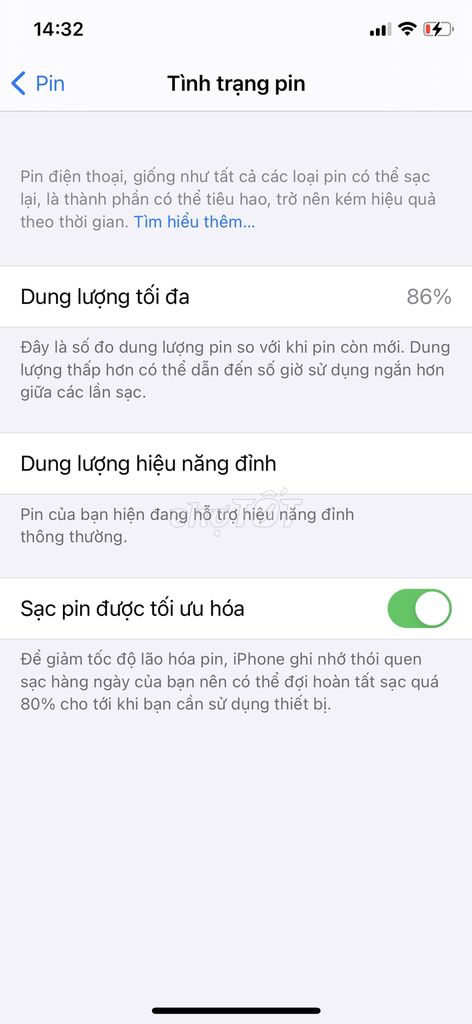 14:32
Pin
Tình trạng pin
Pin điện thoại, giống như tất cả các loại pin có thể sạc
lại, là thành phần có thể tiêu hao, trở nên kém hiệu quả
theo thời gian. Tìm hiểu thêm...
Dung lượng tối đa
86%
Đây là số đo dung lượng pin so với khi pin còn mới. Dung
lượng thấp hơn có thể dẫn đến số giờ sử dụng ngắn hơn
giữa các lần sạc.
Dung lượng hiệu năng đỉnh
Pin của bạn hiện đang hỗ trợ hiệu năng đỉnh
thông thường.
chợTỐT
Sạc pin được tối ưu hóa
Để giảm tốc độ lão hóa pin, iPhone ghi nhớ thói quen
sạc hàng ngày của bạn nên có thể đợi hoàn tất sạc quá
80% cho tới khi bạn cần sử dụng thiết bị.